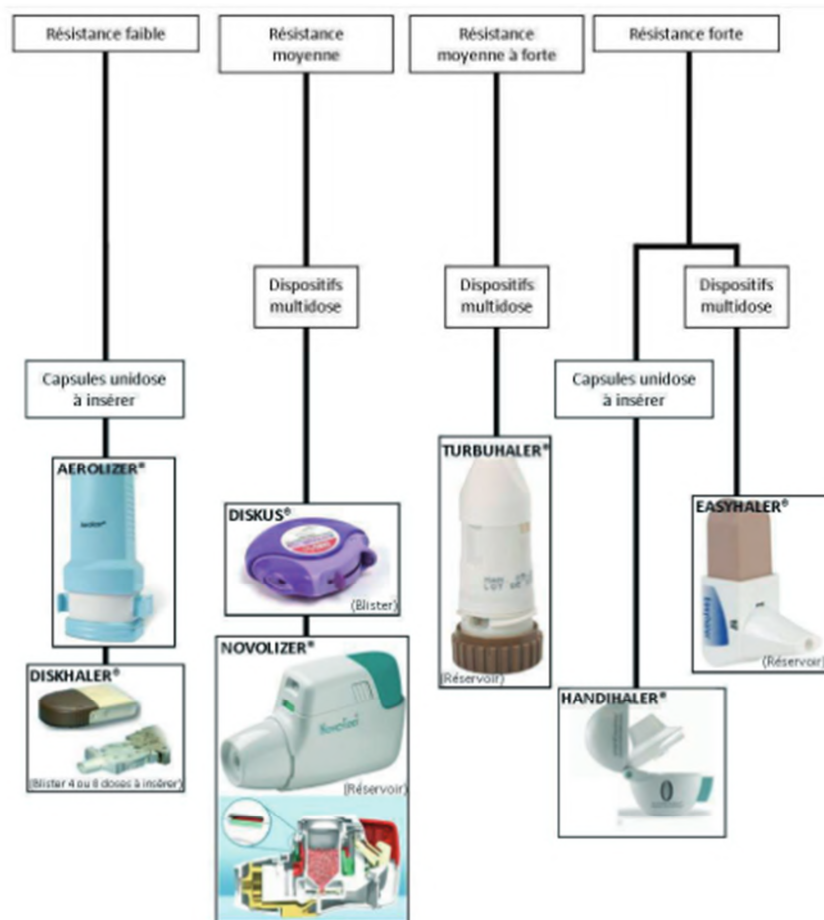 Résistance faible
Résistance
moyenne
Résistance
moyenne à forte
Résistance forte
Dispositifs
multidose
Dispositifs
multidose
Dispositifs
multidose
Capsules unidose
à insérer
Capsules unidose
à insérer
AEROLIZER®
DISKUS®
(Blister)
TURBUHALER®
(Réservoir)
EASYHALER®
Easyhaler
(Réservoir)
DISKHALER®
(Blister 4 ou 8 doses à insérer)
NOVOLIZER®
Novolizer
(Réservoir)
HANDIHALER®